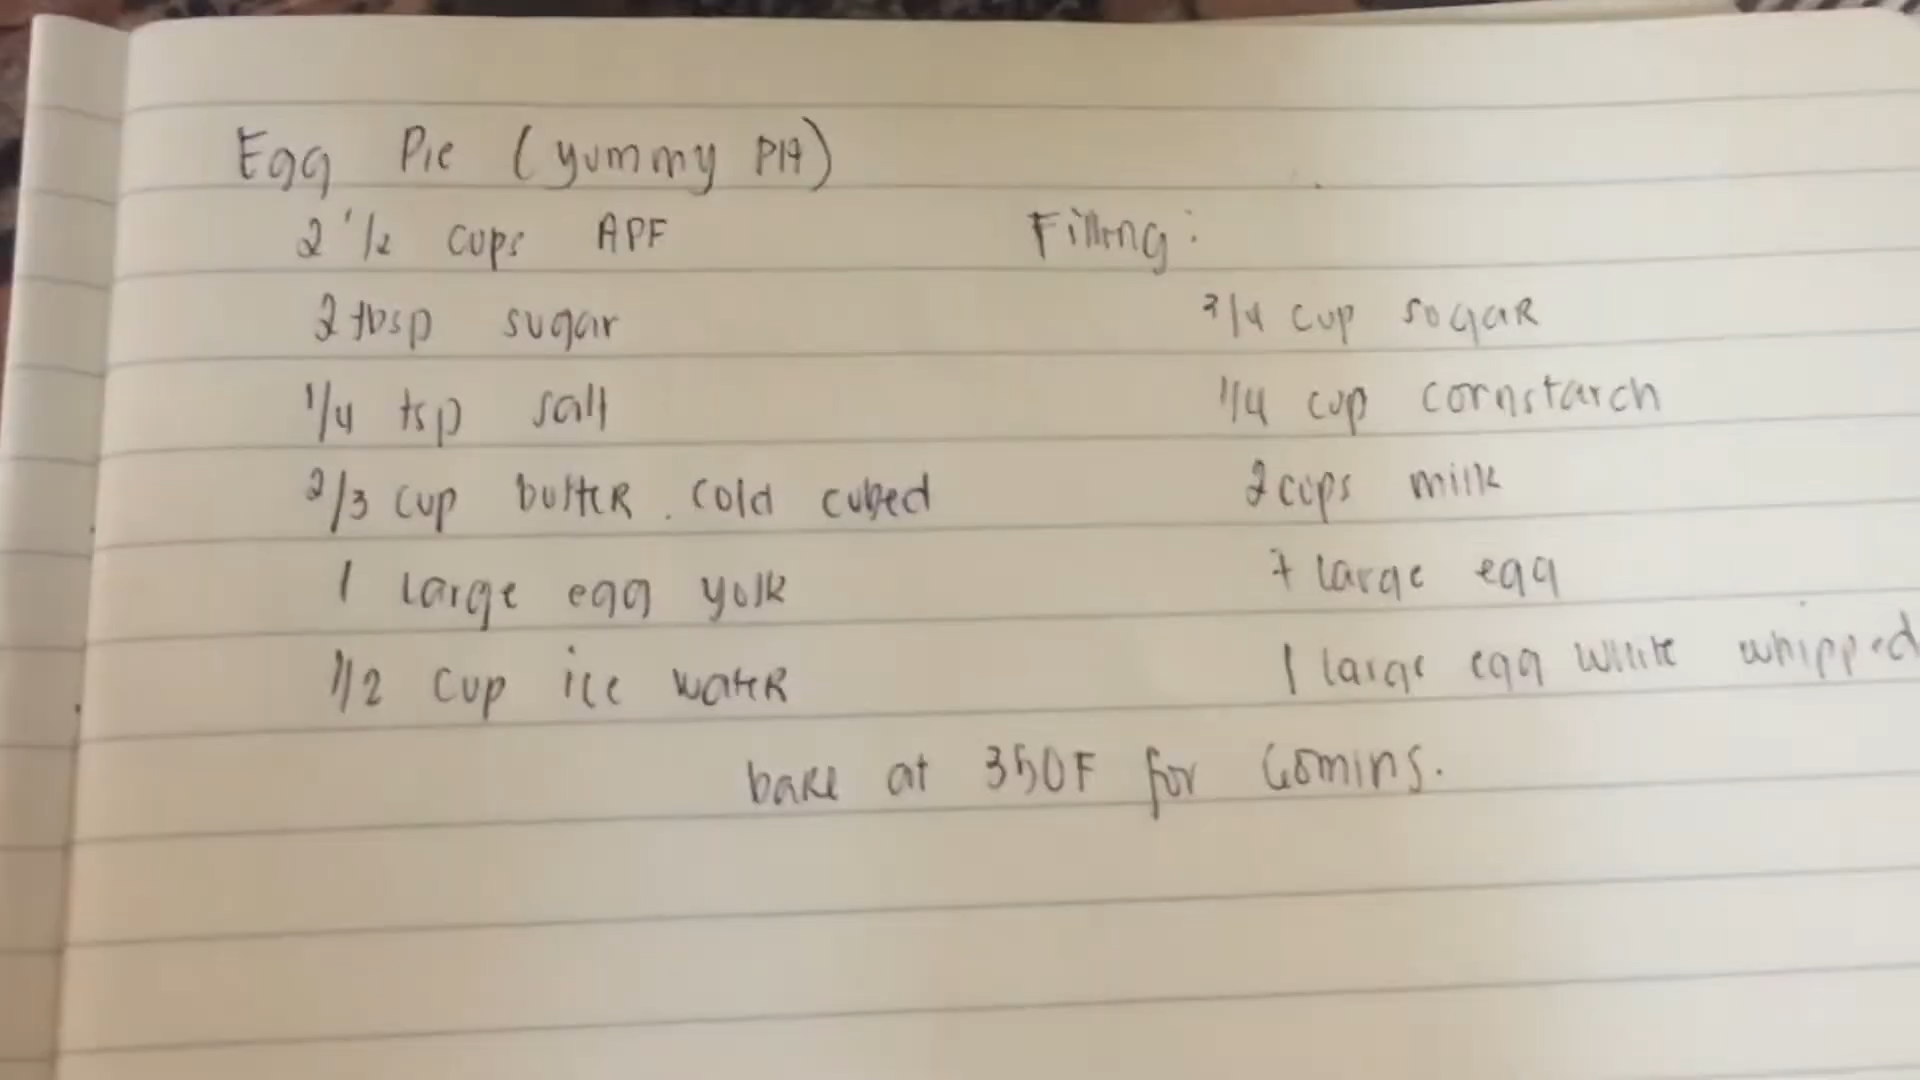 Egg Pie (yummy PH)
2 1/2 cups APF
2 tbsp sugar
1/4 tsp salt
2/3 cup butter. cold cubed
1 large egg yolk
1/2 cup ice water
Filling:
3/4 cup sugar
1/4 cup cornstarch
2 cups milk
7 large egg
1 large egg white whipped
bake at 350F for mins.